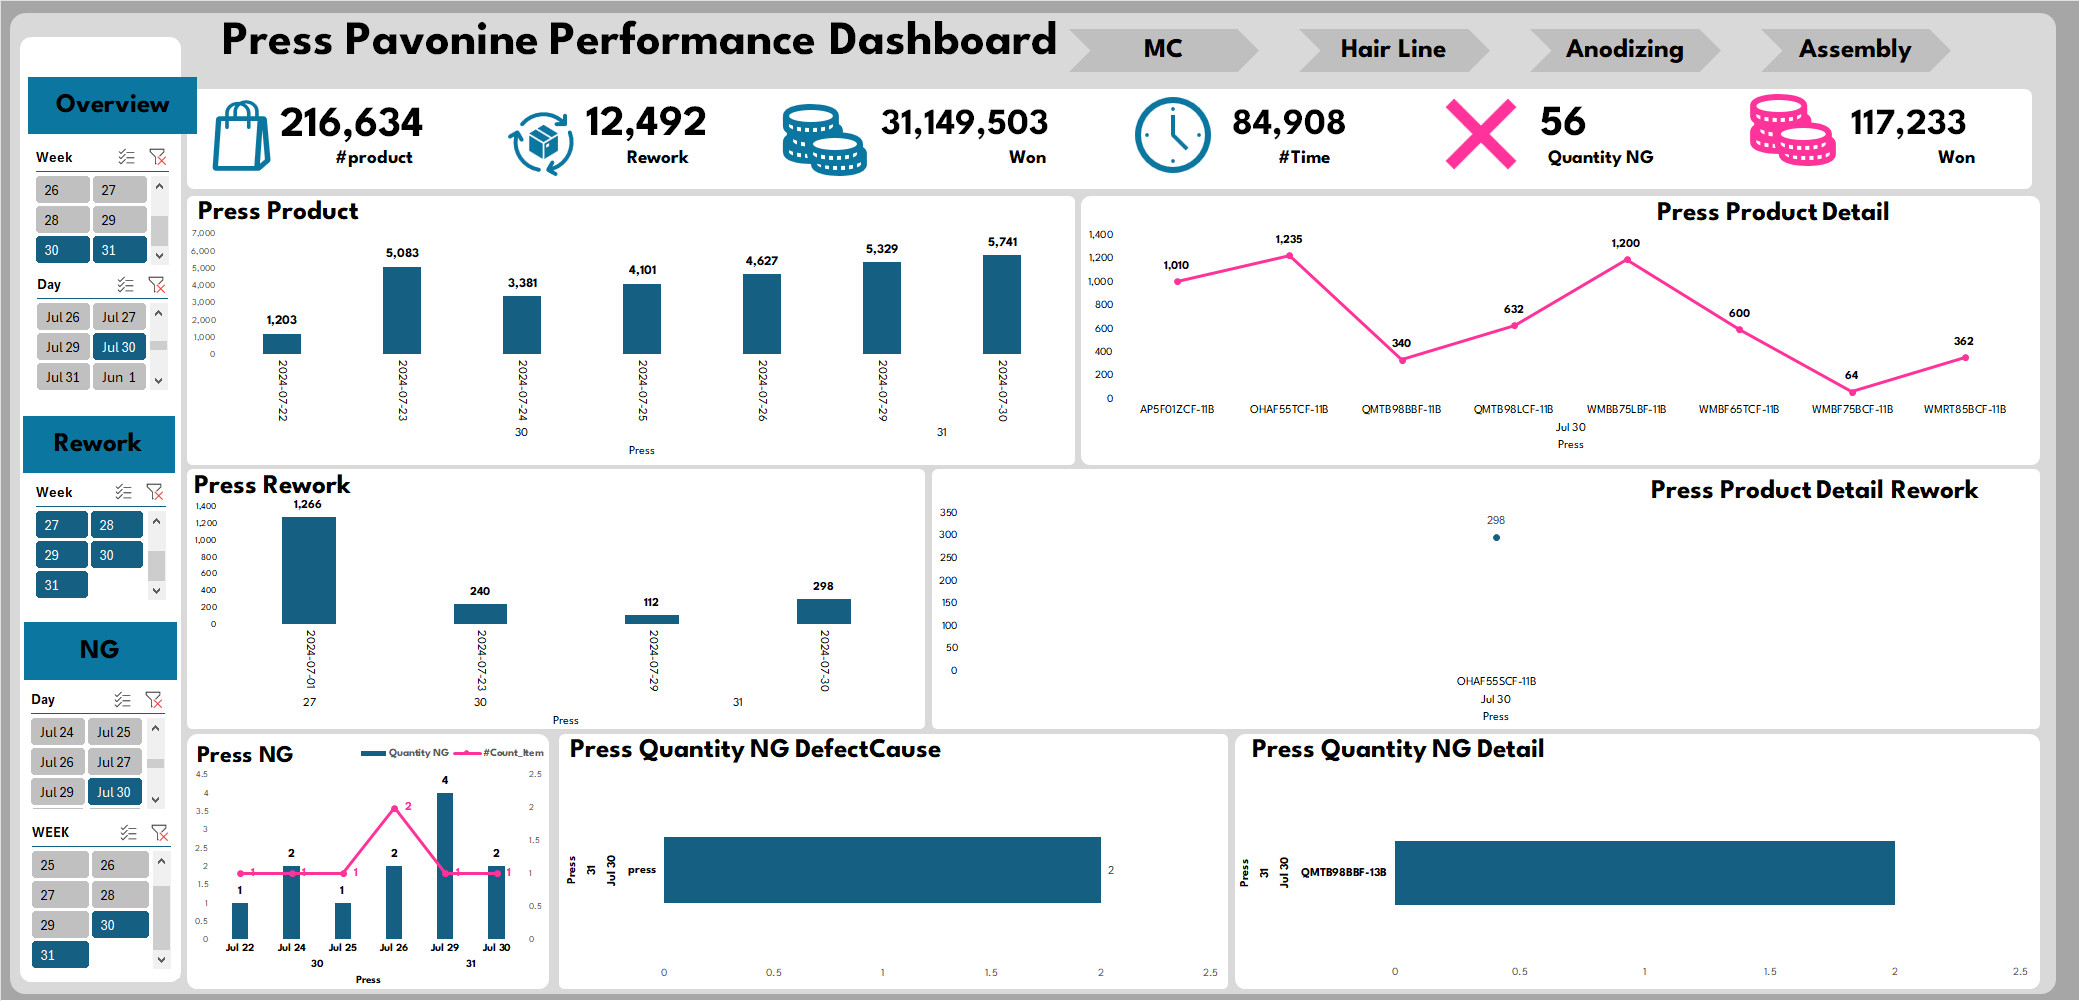 Press Pavonine Performance Dashboard
MC
Hair Line
Anodizing
Assembly
Overview
216,634
#product
12,492
Rework
31,149,503
Won
84,908
#Time
56
Quantity NG
117,233
Won
Week
26 27
28 29
30 31
Day
Jul 26 Jul 27
Jul 29 Jul 30
Jul 31 Jun 1
Rework
Week
27 28
29 30
31
NG
Day
Jul 24 Jul 25
Jul 26 Jul 27
Jul 29 Jul 30
WEEK
25 26
27 28
29 30
31
Press Product
7,000
6,000
5,000
4,000
3,000
2,000
1,000
0
1,203
5,083
3,381
4,101
4,627
5,329
5,741
2024-07-22
2024-07-23
2024-07-24
2024-07-25
2024-07-26
2024-07-29
2024-07-30
30 31
Press
Press Product Detail
1,400
1,200
1,000
800
600
400
200
0
1,010
1,235
340
632
1,200
600
64
362
AP5F01ZCF-11B
OHAF55TCF-11B
QMTB98BBF-11B
QMTB98LCF-11B
WMBB75LBF-11B
WMBF65TCF-11B
WMBF75BCF-11B
WMRT85BCF-11B
Jul 30
Press
Press Rework
1,400
1,200
1,000
800
600
400
200
0
1,266
240
112
298
2024-07-01
2024-07-23
2024-07-29
2024-07-30
27 30 31
Press
Press Product Detail Rework
350
300
250
200
150
100
50
0
298
OHAF55SCF-11B
Jul 30
Press
Press NG
Quantity NG #Count_Item
4.5
4
3.5
3
2.5
2
1.5
1
0.5
0
2.5
2
1.5
1
0.5
0
1
2
1
2
4
2
1
1
1
2
1
1
Jul 22 Jul 24 Jul 25 Jul 26 Jul 29 Jul 30
30 31
Press
Press Quantity NG DefectCause
Press
31
Jul 30
press
2
0 0.5 1 1.5 2 2.5
Press Quantity NG Detail
Press
31
Jul 30
QMTB98BBF-13B
0 0.5 1 1.5 2 2.5